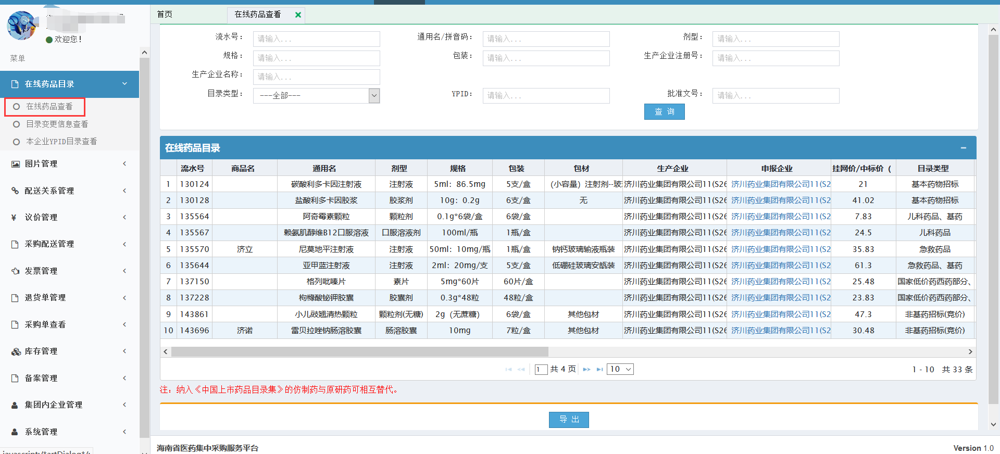 欢迎您!
菜单
在线药品目录
在线药品查看
目录变更信息查看
本企业YPID目录查看
图片管理
配送关系管理
议价管理
采购配送管理
发票管理
退货单管理
采购单查看
库存管理
备案管理
集团内企业管理
系统管理
首页 在线药品查看
流水号： 请输入... 通用名/拼音码： 请输入... 剂型： 请输入...
规格： 请输入... 包装： 请输入... 生产企业注册号： 请输入...
生产企业名称： 请输入...
目录类型： ---全部--- YPID： 请输入... 批准文号： 请输入...
查 询
在线药品目录
流水号 商品名 通用名 剂型 规格 包装 包材 生产企业 申报企业 挂网价/中标价（ 目录类型
1 130124 碳酸利多卡因注射液 注射液 5ml：86.5mg 5支/盒 (小容量）注射剂--玻 济川药业集团有限公司11(S26 济川药业集团有限公司11(S2 21 基本药物招标
2 130128 盐酸利多卡因胶浆 胶浆剂 10g：0.2g 6支/盒 无 济川药业集团有限公司11(S26 济川药业集团有限公司11(S2 41.02 基本药物招标
3 135564 阿奇霉素颗粒 颗粒剂 0.1g*6袋/盒 6袋/盒 济川药业集团有限公司11(S26 济川药业集团有限公司11(S2 7.83 儿科药品、基药
4 135567 赖氨肌醇维B12口服溶液 口服溶液剂 100ml/瓶 1瓶/盒 济川药业集团有限公司11(S26 济川药业集团有限公司11(S2 24.5 儿科药品
5 135570 济立 尼莫地平注射液 注射液 50ml：10mg/瓶 1瓶/盒 钠钙玻璃输液瓶装 济川药业集团有限公司11(S26 济川药业集团有限公司11(S2 35.83 急救药品
6 135644 亚甲蓝注射液 注射液 2ml：20mg/支 5支/盒 低硼硅玻璃安瓿装 济川药业集团有限公司11(S26 济川药业集团有限公司11(S2 61.3 急救药品、基药
7 137150 格列吡嗪片 素片 5mg*60片 60片/盒 济川药业集团有限公司11(S26 济川药业集团有限公司11(S2 25.48 国家低价药西药部分、
8 137228 枸橼酸铋钾胶囊 胶囊剂 0.3g*48粒 48粒/盒 济川药业集团有限公司11(S26 济川药业集团有限公司11(S2 23.83 国家低价药西药部分、
9 143861 小儿豉翘清热颗粒 颗粒剂(无糖) 2g（无蔗糖） 6袋/盒 其他包材 济川药业集团有限公司11(S26 济川药业集团有限公司11(S2 47.3 非基药招标(竞价)
10 143696 济诺 雷贝拉唑钠肠溶胶囊 肠溶胶囊 10mg 7粒/盒 其他包材 济川药业集团有限公司11(S26 济川药业集团有限公司11(S2 30.48 非基药招标(竞价)
1 共 4 页 10 1 - 10 共 33 条
注：纳入《中国上市药品目录集》的仿制药与原研药可相互替代。
导 出
海南省医药集中采购服务平台 Version 1.0